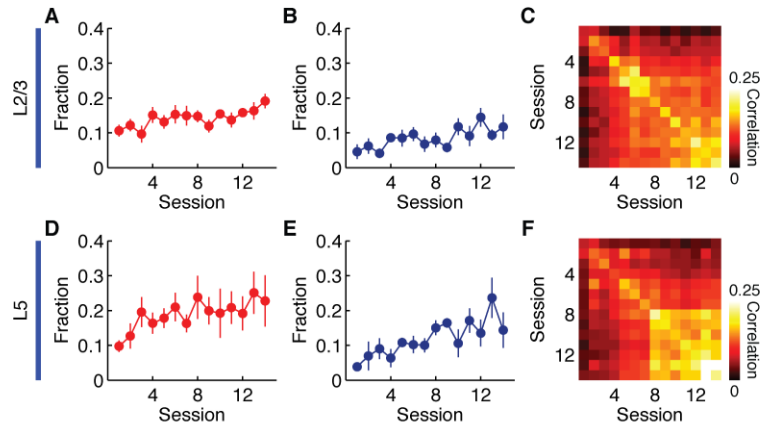 A
B
C
L2/3
Fraction
0.4
0.3
0.2
0.1
0
4
8
12
Session
Fraction
0.4
0.3
0.2
0.1
0
4
8
12
Session
Session
4
8
12
4
8
12
Session
0.25
Correlation
0
D
E
F
L5
Fraction
0.4
0.3
0.2
0.1
0
4
8
12
Session
Fraction
0.4
0.3
0.2
0.1
0
4
8
12
Session
Session
4
8
12
4
8
12
Session
0.25
Correlation
0